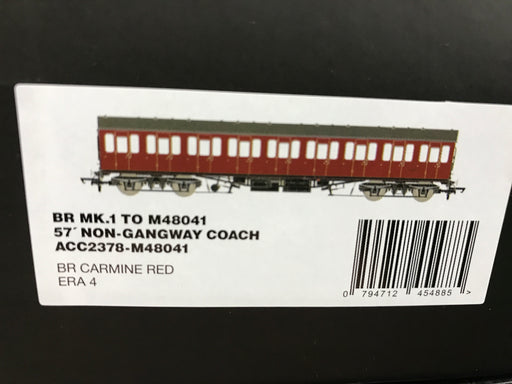 BR MK.1 TO M48041
57´ NON-GANGWAY COACH
ACC2378-M48041
BR CARMINE RED
ERA 4
0 794712 454885 >